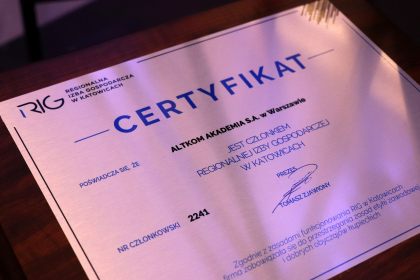 RIG
REGIONALNA
IZBA GOSPODARCZA
W KATOWICACH
CERTYFIKAT
POŚWIADCZA SIĘ, ŻE
ALTKOM AKADEMIA S.A. w Warszawie
JEST CZŁONKIEM
REGIONALNEJ IZBY GOSPODARCZEJ
W KATOWICACH
NR CZŁONKOWSKI 2241
PREZES
TOMASZ ZJAWIONY
Zgodnie z zasadami funkcjonowania RIG w Katowicach
firma zobowiązała się do przestrzegania zasad etyki zawodowej
i dobrych obyczajów kupieckich